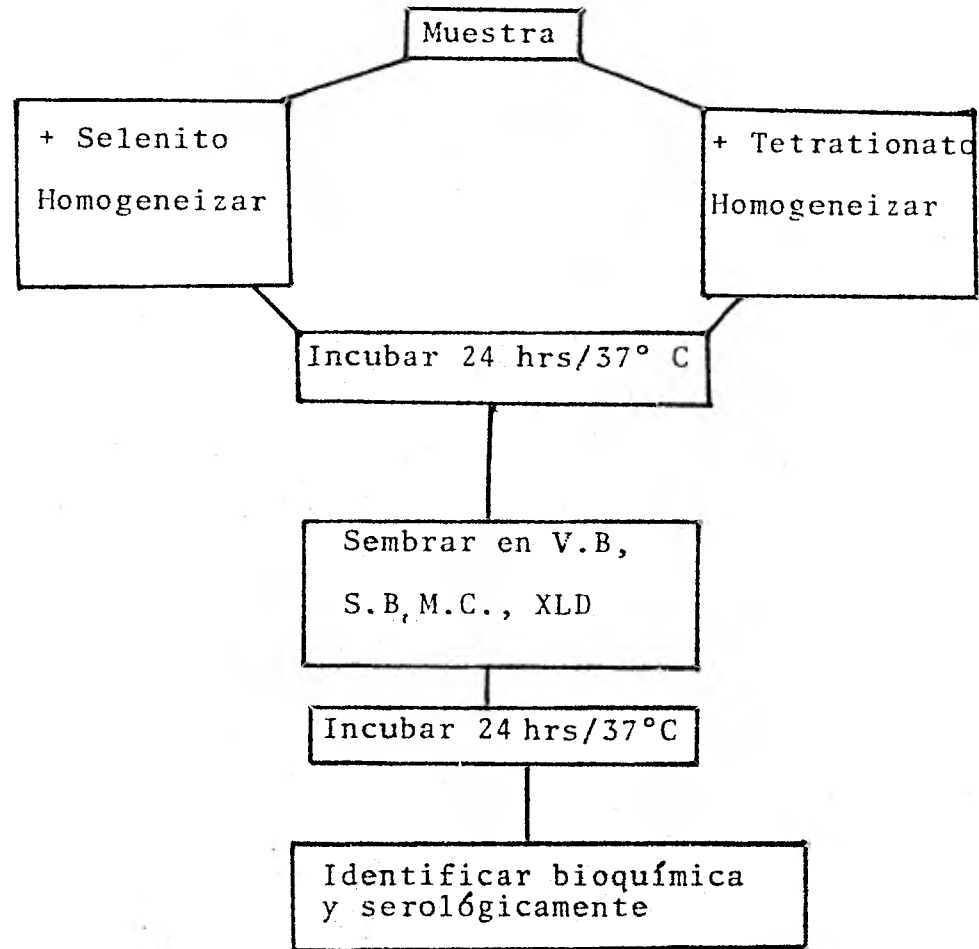 Muestra
+ Selenito
Homogeneizar
+ Tetrationato
Homogeneizar
Incubar 24 hrs/37° C
Sembrar en V.B,
S.B, M.C., XLD
Incubar 24 hrs/37°C
Identificar bioquímica
y serológicamente